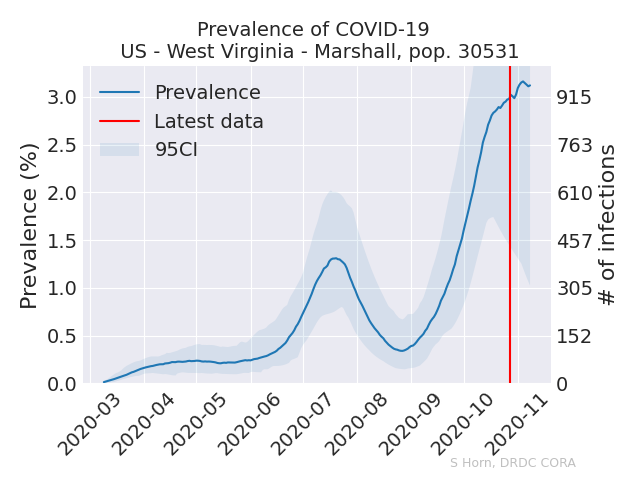 Prevalence of COVID-19
US - West Virginia - Marshall, pop. 30531
Prevalence
Latest data
95CI
Prevalence (%)
3.0
2.5
2.0
1.5
1.0
0.5
0.0
915
763
610
457
305
152
0
# of infections
2020-03
2020-04
2020-05
2020-06
2020-07
2020-08
2020-09
2020-10
2020-11
S Horn, DRDC CORA